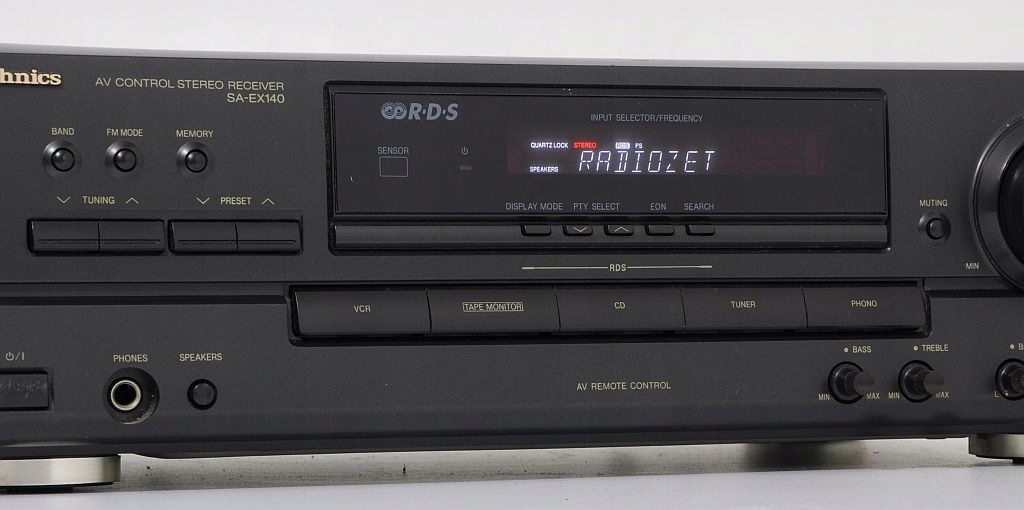 hnics
AV CONTROL STEREO RECEIVER
SA-EX140
BAND
FM MODE
MEMORY
TUNING
PRESET
R·D·S
INPUT SELECTOR/FREQUENCY
SENSOR
QUARTZ LOCK STEREO RDS PS
SPEAKERS
RADIOZET
DISPLAY MODE
PTY SELECT
EON
SEARCH
RDS
MUTING
MIN
VCR
TAPE MONITOR
CD
TUNER
PHONO
PHONES
SPEAKERS
AV REMOTE CONTROL
BASS
MIN
MAX
TREBLE
MIN
MAX
B
L